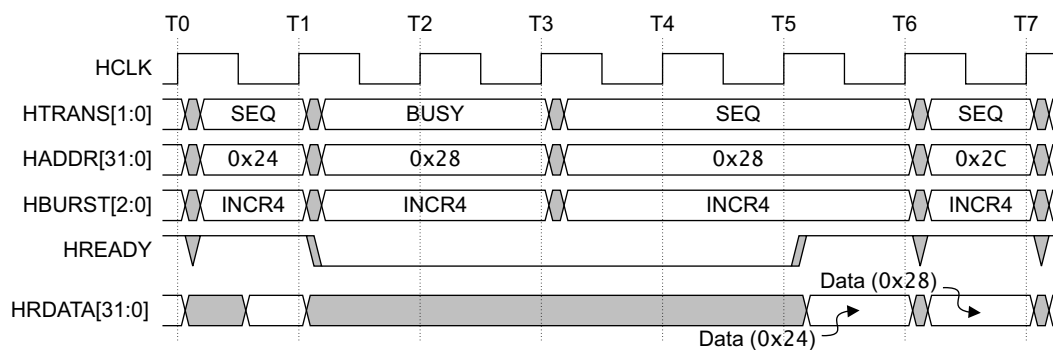 T0 T1 T2 T3 T4 T5 T6 T7
HCLK
HTRANS[1:0] SEQ BUSY SEQ SEQ
HADDR[31:0] 0x24 0x28 0x28 0x2C
HBURST[2:0] INCR4 INCR4 INCR4 INCR4
HREADY
Data (0x28)
HRDATA[31:0]
Data (0x24)